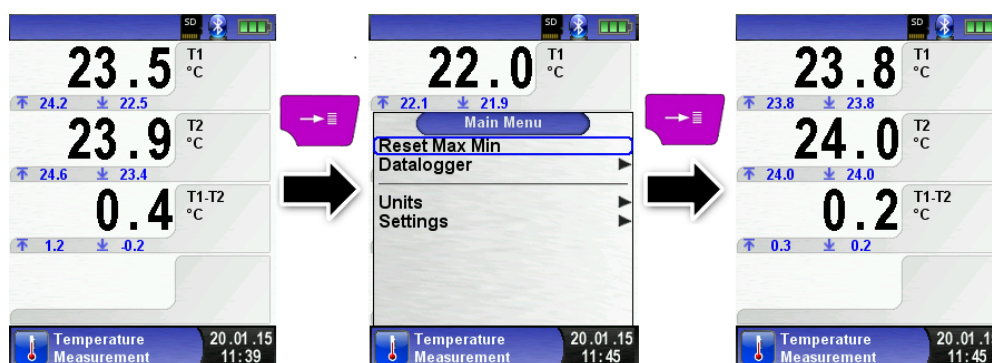 SD
23.5 T1
°C
24.2 22.5
23.9 T2
°C
24.6 23.4
0.4 T1-T2
°C
1.2 -0.2
Temperature 20.01.15
Measurement 11:39
SD
22.0 T1
°C
22.1 21.9
Main Menu
Reset Max Min
Datalogger
Units
Settings
Temperature 20.01.15
Measurement 11:45
SD
23.8 T1
°C
23.8 23.8
24.0 T2
°C
24.0 24.0
0.2 T1-T2
°C
0.3 0.2
Temperature 20.01.15
Measurement 11:45